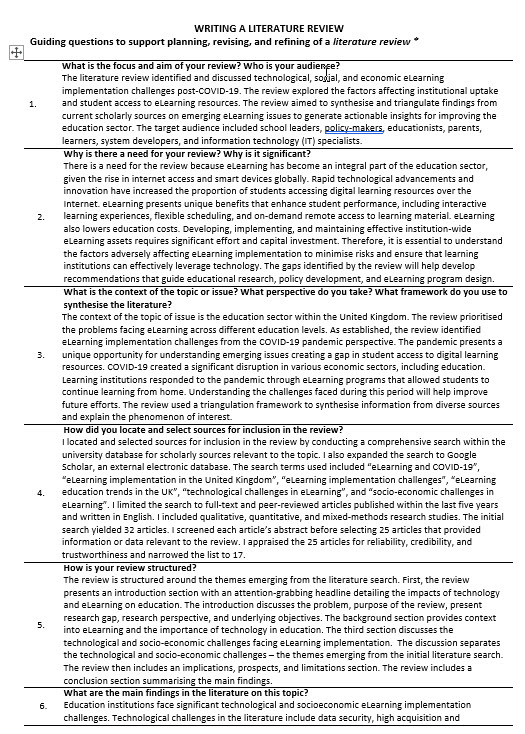 WRITING A LITERATURE REVIEW
Guiding questions to support planning, revising, and refining of a literature review *
What is the focus and aim of your review? Who is your audience?
The literature review identified and discussed technological, social, and economic eLearning
implementation challenges post-COVID-19. The review explored the factors affecting institutional uptake
1. and student access to eLearning resources. The review aimed to synthesise and triangulate findings from
current scholarly sources on emerging eLearning issues to generate actionable insights for improving the
education sector. The target audience included school leaders, policy-makers, educationists, parents,
learners, system developers, and information technology (IT) specialists.
Why is there a need for your review? Why is it significant?
There is a need for the review because eLearning has become an integral part of the education sector,
given the rise in internet access and smart devices globally. Rapid technological advancements and
innovation have increased the proportion of students accessing digital learning resources over the
Internet. eLearning presents unique benefits that enhance student performance, including interactive
2. learning experiences, flexible scheduling, and on-demand remote access to learning material. eLearning
also lowers education costs. Developing, implementing, and maintaining effective institution-wide
eLearning assets requires significant effort and capital investment. Therefore, it is essential to understand
the factors adversely affecting eLearning implementation to minimise risks and ensure that learning
institutions can effectively leverage technology. The gaps identified by the review will help develop
recommendations that guide educational research, policy development, and eLearning program design.
What is the context of the topic or issue? What perspective do you take? What framework do you use to
synthesise the literature?
The context of the topic of issue is the education sector within the United Kingdom. The review prioritised
the problems facing eLearning across different education levels. As established, the review identified
eLearning implementation challenges from the COVID-19 pandemic perspective. The pandemic presents a
3. unique opportunity for understanding emerging issues creating a gap in student access to digital learning
resources. COVID-19 created a significant disruption in various economic sectors, including education.
Learning institutions responded to the pandemic through eLearning programs that allowed students to
continue learning from home. Understanding the challenges faced during this period will help improve
future efforts. The review used a triangulation framework to synthesise information from diverse sources
and explain the phenomenon of interest.
How did you locate and select sources for inclusion in the review?
I located and selected sources for inclusion in the review by conducting a comprehensive search within the
university database for scholarly sources relevant to the topic. I also expanded the search to Google
Scholar, an external electronic database. The search terms used included “eLearning and COVID-19”,
“eLearning implementation in the United Kingdom”, “eLearning implementation challenges”, “eLearning
4. education trends in the UK”, “technological challenges in eLearning”, and “socio-economic challenges in
eLearning”. I limited the search to full-text and peer-reviewed articles published within the last five years
and written in English. I included qualitative, quantitative, and mixed-methods research studies. The initial
search yielded 32 articles. I screened each article’s abstract before selecting 25 articles that provided
information or data relevant to the review. I appraised the 25 articles for reliability, credibility, and
trustworthiness and narrowed the list to 17.
How is your review structured?
The review is structured around the themes emerging from the literature search. First, the review
presents an introduction section with an attention-grabbing headline detailing the impacts of technology
and eLearning on education. The introduction discusses the problem, purpose of the review, present
research gap, research perspective, and underlying objectives. The background section provides context
5. into eLearning and the importance of technology in education. The third section discusses the
technological and socio-economic challenges facing eLearning implementation. The discussion separates
the technological and socio-economic challenges – the themes emerging from the initial literature search.
The review then includes an implications, prospects, and limitations section. The review includes a
conclusion section summarising the main findings.
What are the main findings in the literature on this topic?
6. Education institutions face significant technological and socioeconomic eLearning implementation
challenges. Technological challenges in the literature include data security, high acquisition and